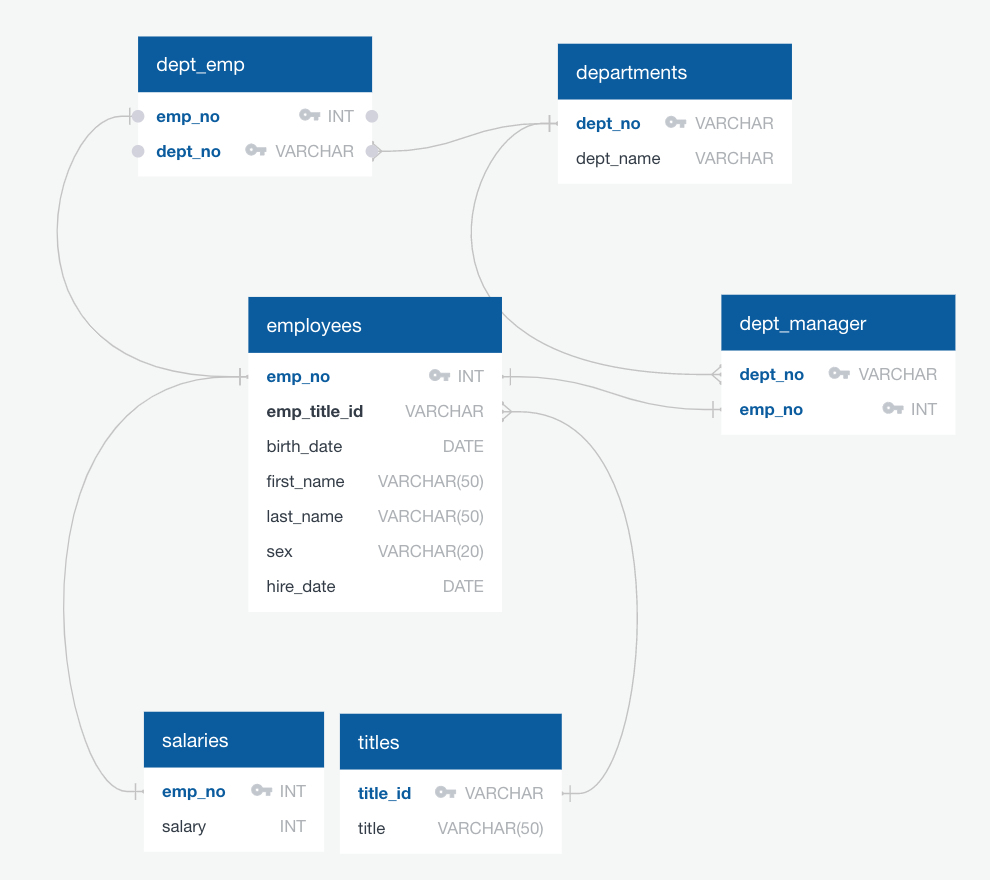 dept_emp
emp_no INT
dept_no VARCHAR
departments
dept_no VARCHAR
dept_name VARCHAR
employees
emp_no INT
emp_title_id VARCHAR
birth_date DATE
first_name VARCHAR(50)
last_name VARCHAR(50)
sex VARCHAR(20)
hire_date DATE
dept_manager
dept_no VARCHAR
emp_no INT
salaries
emp_no INT
salary INT
titles
title_id VARCHAR
title VARCHAR(50)